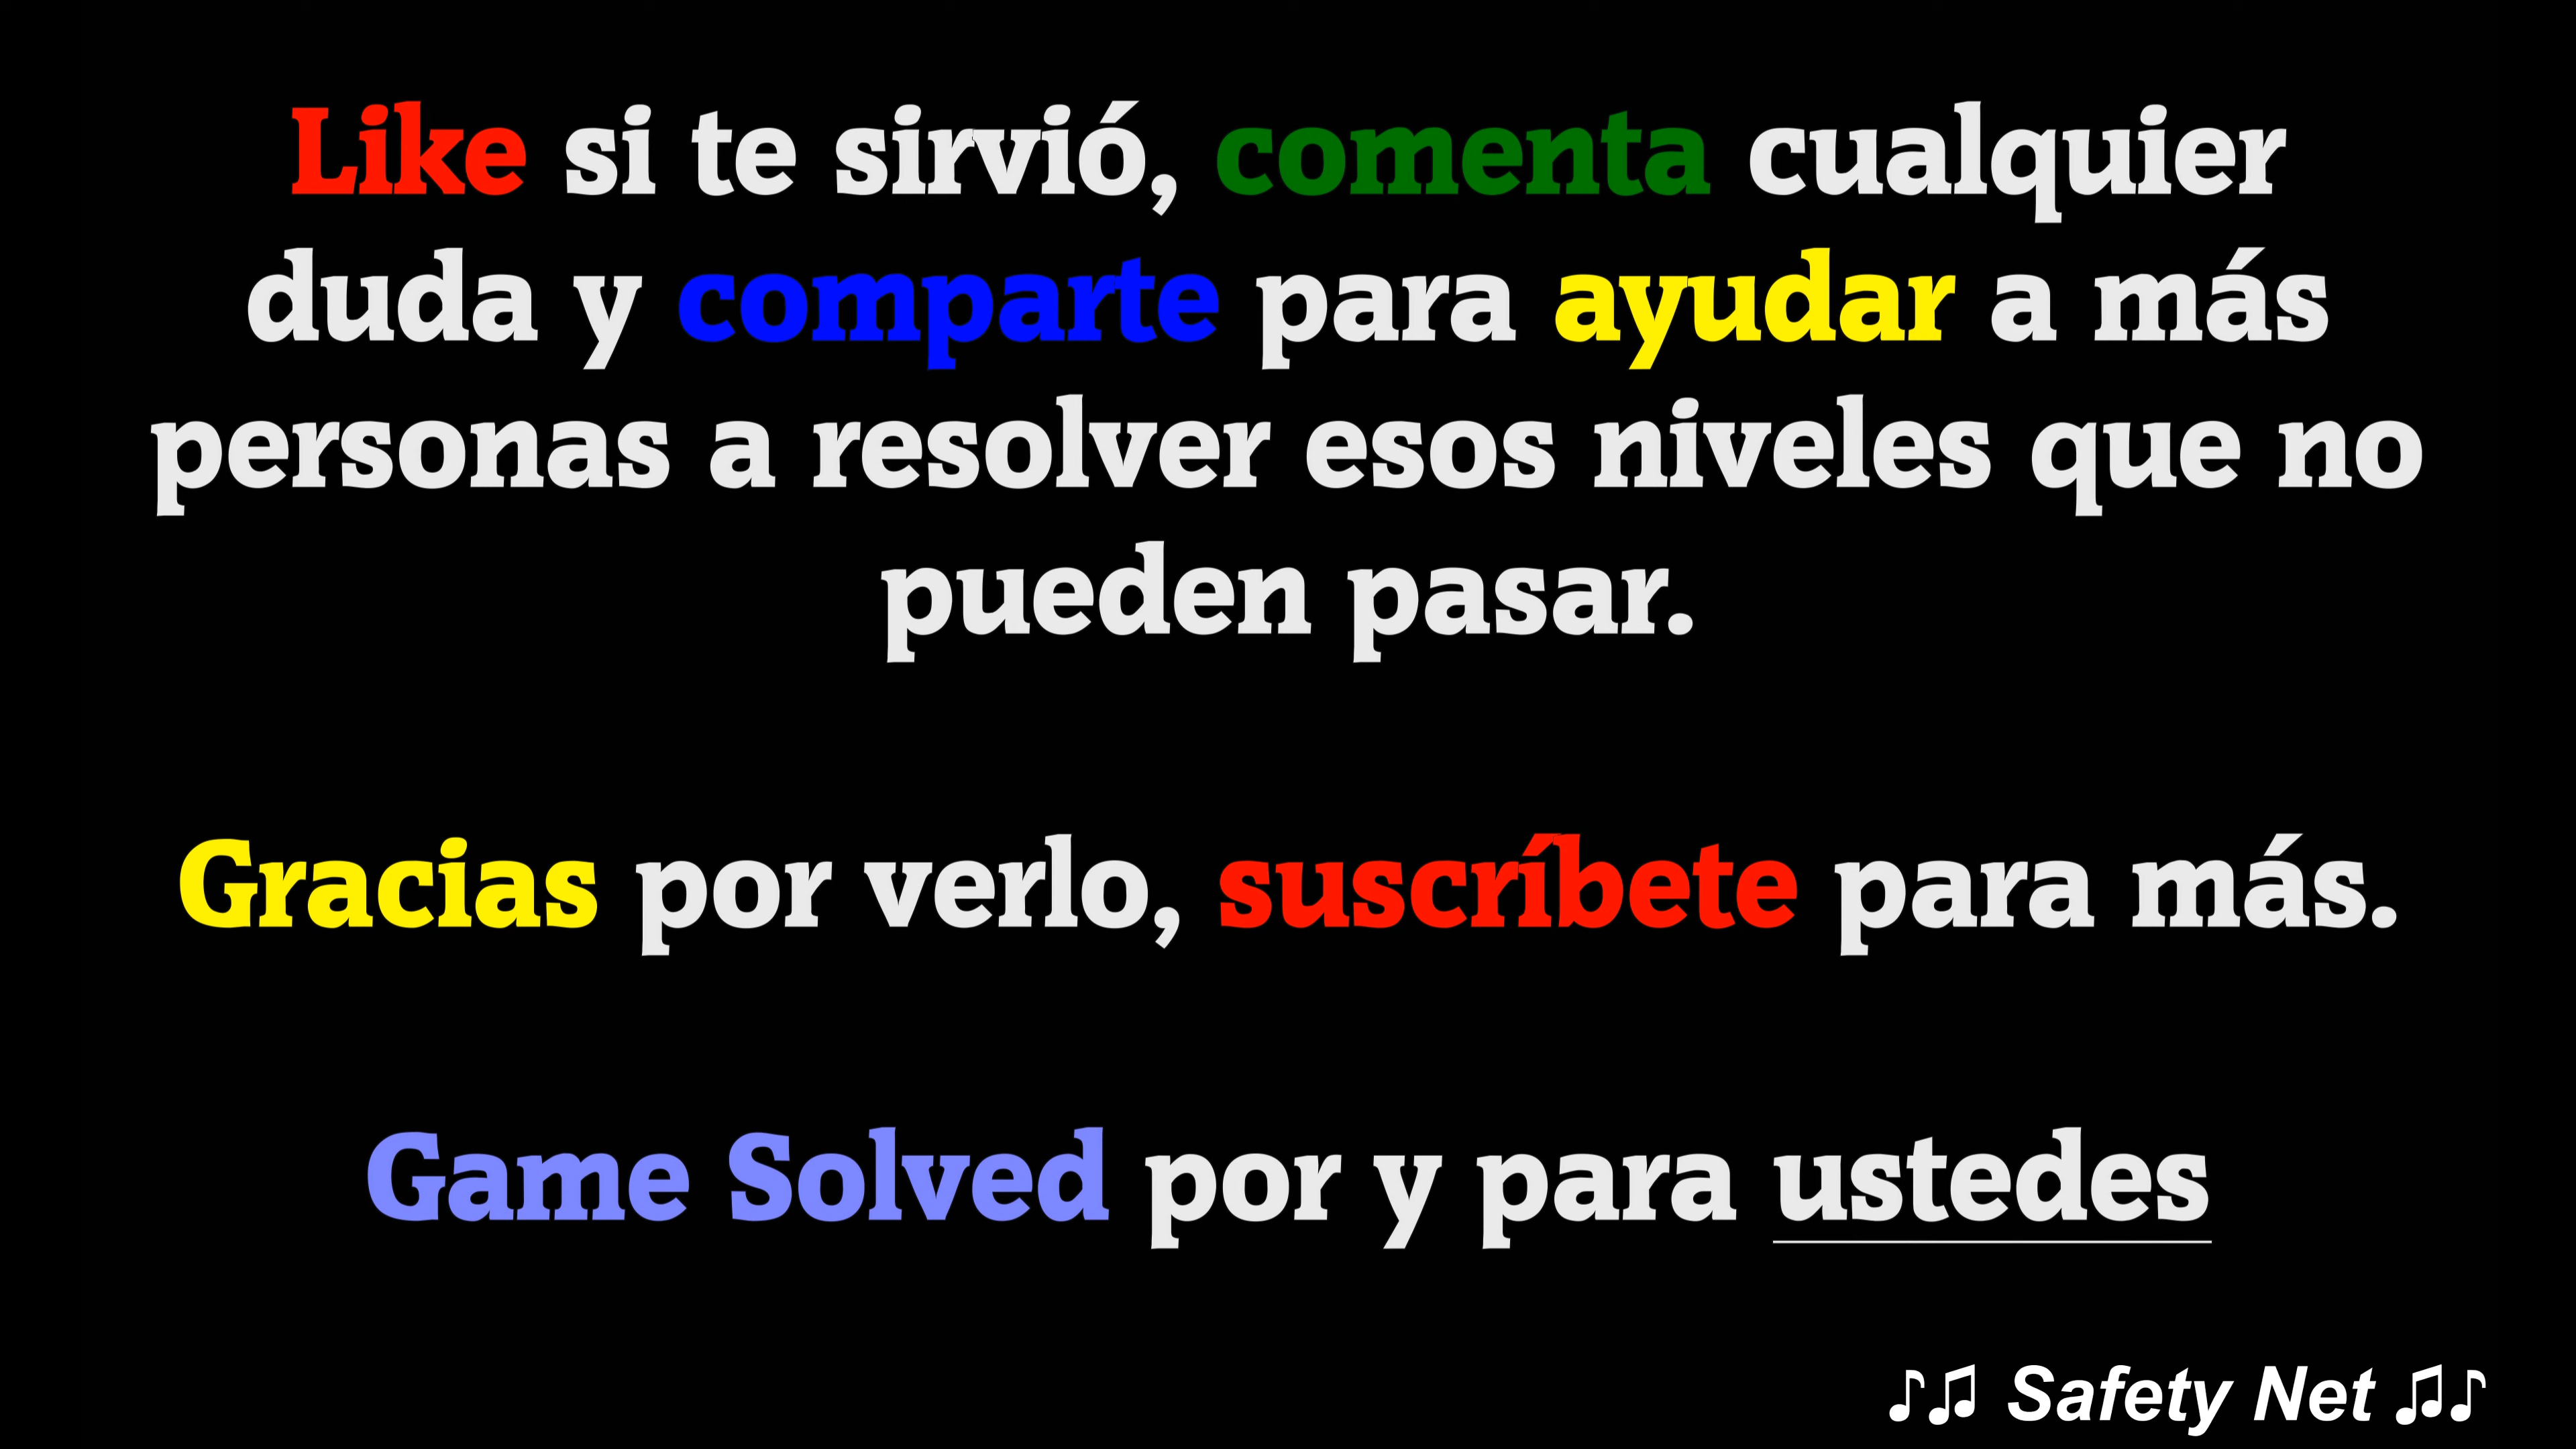 Like si te sirvió, comenta cualquier
duda y comparte para ayudar a más
personas a resolver esos niveles que no
pueden pasar.
Gracias por verlo, suscríbete para más.
Game Solved por y para ustedes
♪♫ Safety Net ♫♪